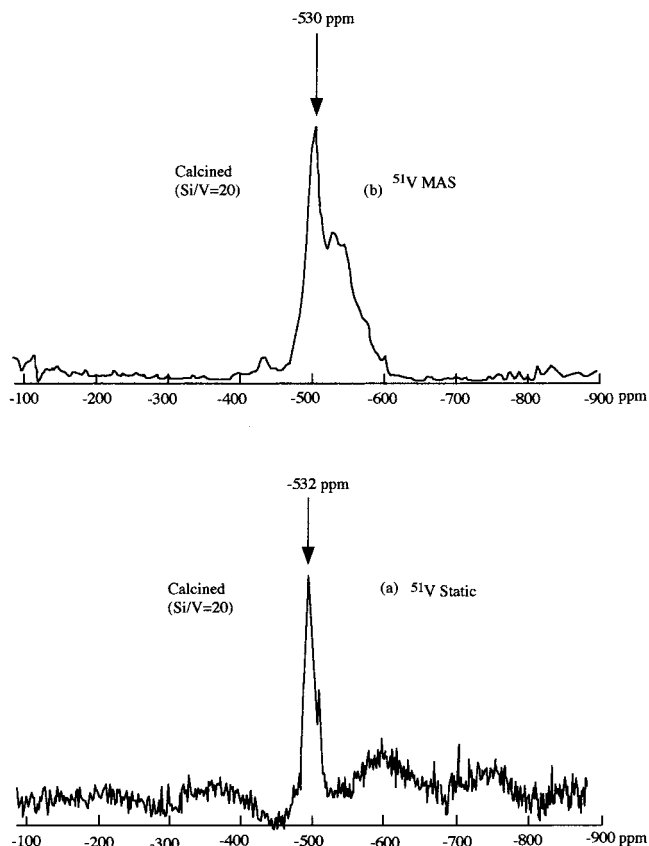 -530 ppm
Calcined
(Si/V=20)
(b) ⁵¹V MAS
-100 -200 -300 -400 -500 -600 -700 -800 -900 ppm
-532 ppm
Calcined
(Si/V=20)
(a) ⁵¹V Static
-100 -200 -300 -400 -500 -600 -700 -800 -900 ppm